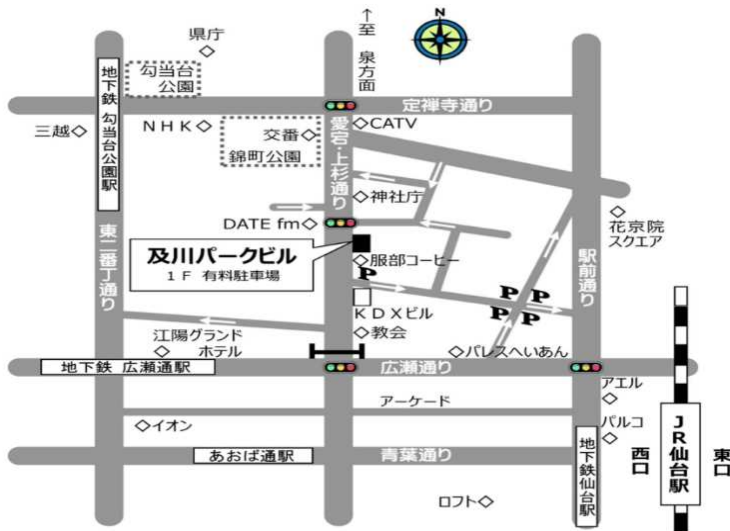 ↑至 泉方面
県庁
勾当台
公園
地下鉄 勾当台公園駅
定禅寺通り
三越
NHK
交番
錦町公園
CATV
愛宕・上杉通り
神社庁
DATE fm
花京院
スクエア
及川パークビル
1F 有料駐車場
服部コーヒー
東二番丁通り
駅前通り
P
P P
P P
KDXビル
江陽グランド
ホテル
教会
パレスへいあん
地下鉄 広瀬通駅
広瀬通り
アエル
アーケード
イオン
パルコ
あおば通駅
青葉通り
地下鉄仙台駅
西口
JR仙台駅
東口
ロフト